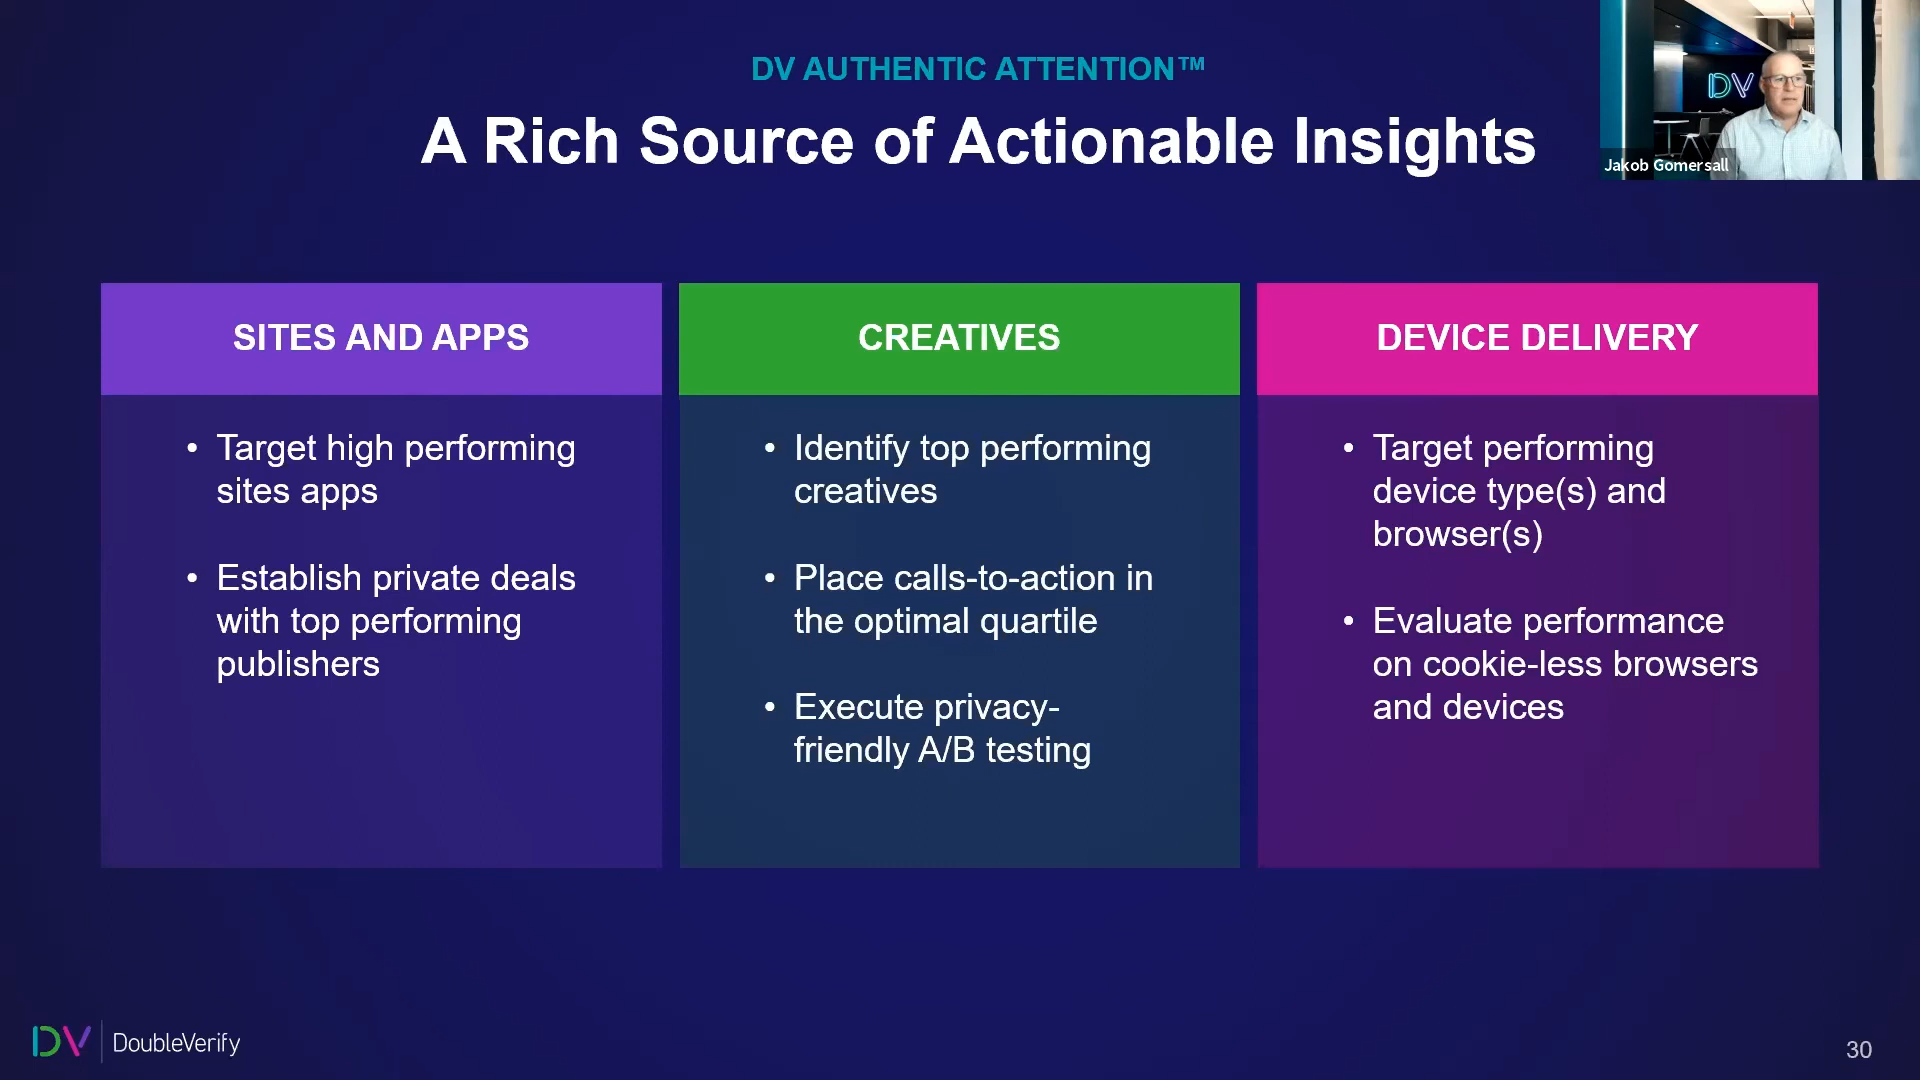 DV AUTHENTIC ATTENTION™
A Rich Source of Actionable Insights
DV
Jakob Gomersall
SITES AND APPS
• Target high performing
sites apps
• Establish private deals
with top performing
publishers
CREATIVES
• Identify top performing
creatives
• Place calls-to-action in
the optimal quartile
• Execute privacy-
friendly A/B testing
DEVICE DELIVERY
• Target performing
device type(s) and
browser(s)
• Evaluate performance
on cookie-less browsers
and devices
DV DoubleVerify
30